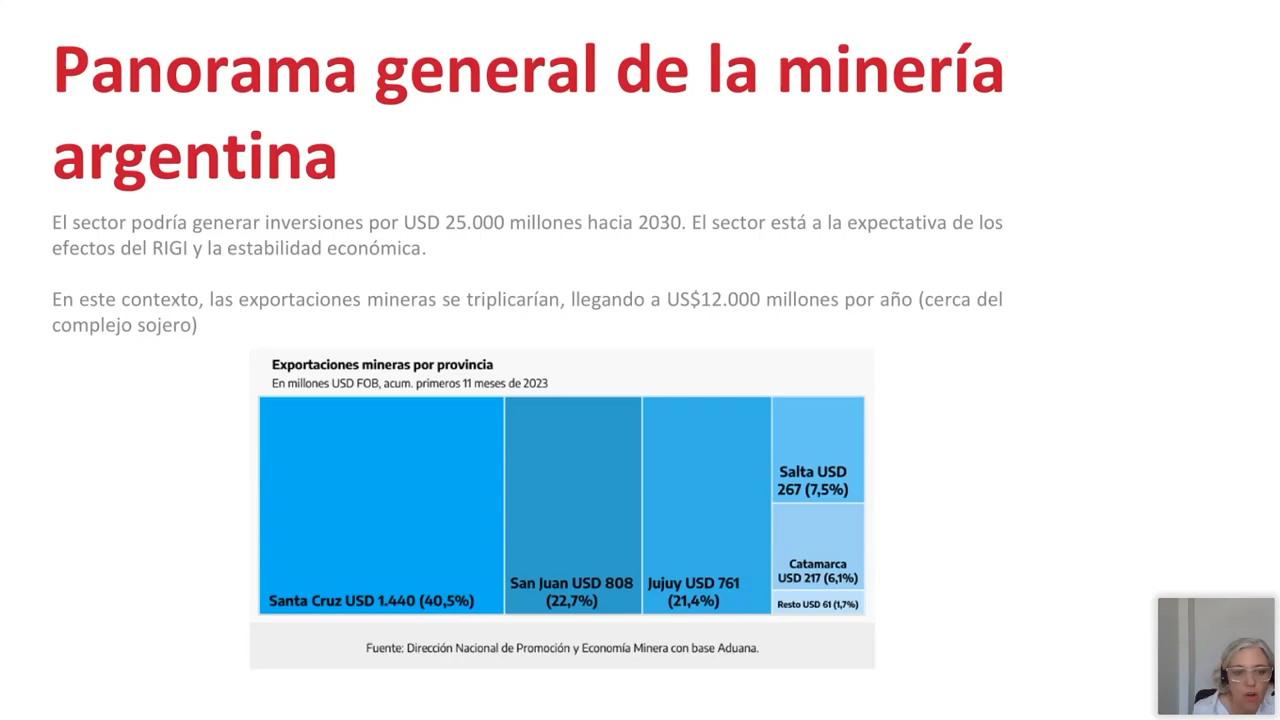 Panorama general de la minería
argentina
El sector podría generar inversiones por USD 25.000 millones hacia 2030. El sector está a la expectativa de los
efectos del RIGI y la estabilidad económica.
En este contexto, las exportaciones mineras se triplicarían, llegando a US$12.000 millones por año (cerca del
complejo sojero)
Exportaciones mineras por provincia
En millones USD FOB, acum. primeros 11 meses de 2023
Santa Cruz USD 1.440 (40,5%)
San Juan USD 808
(22,7%)
Jujuy USD 761
(21,4%)
Salta USD
267 (7,5%)
Catamarca
USD 217 (6,1%)
Resto USD 61 (1,7%)
Fuente: Dirección Nacional de Promoción y Economía Minera con base Aduana.